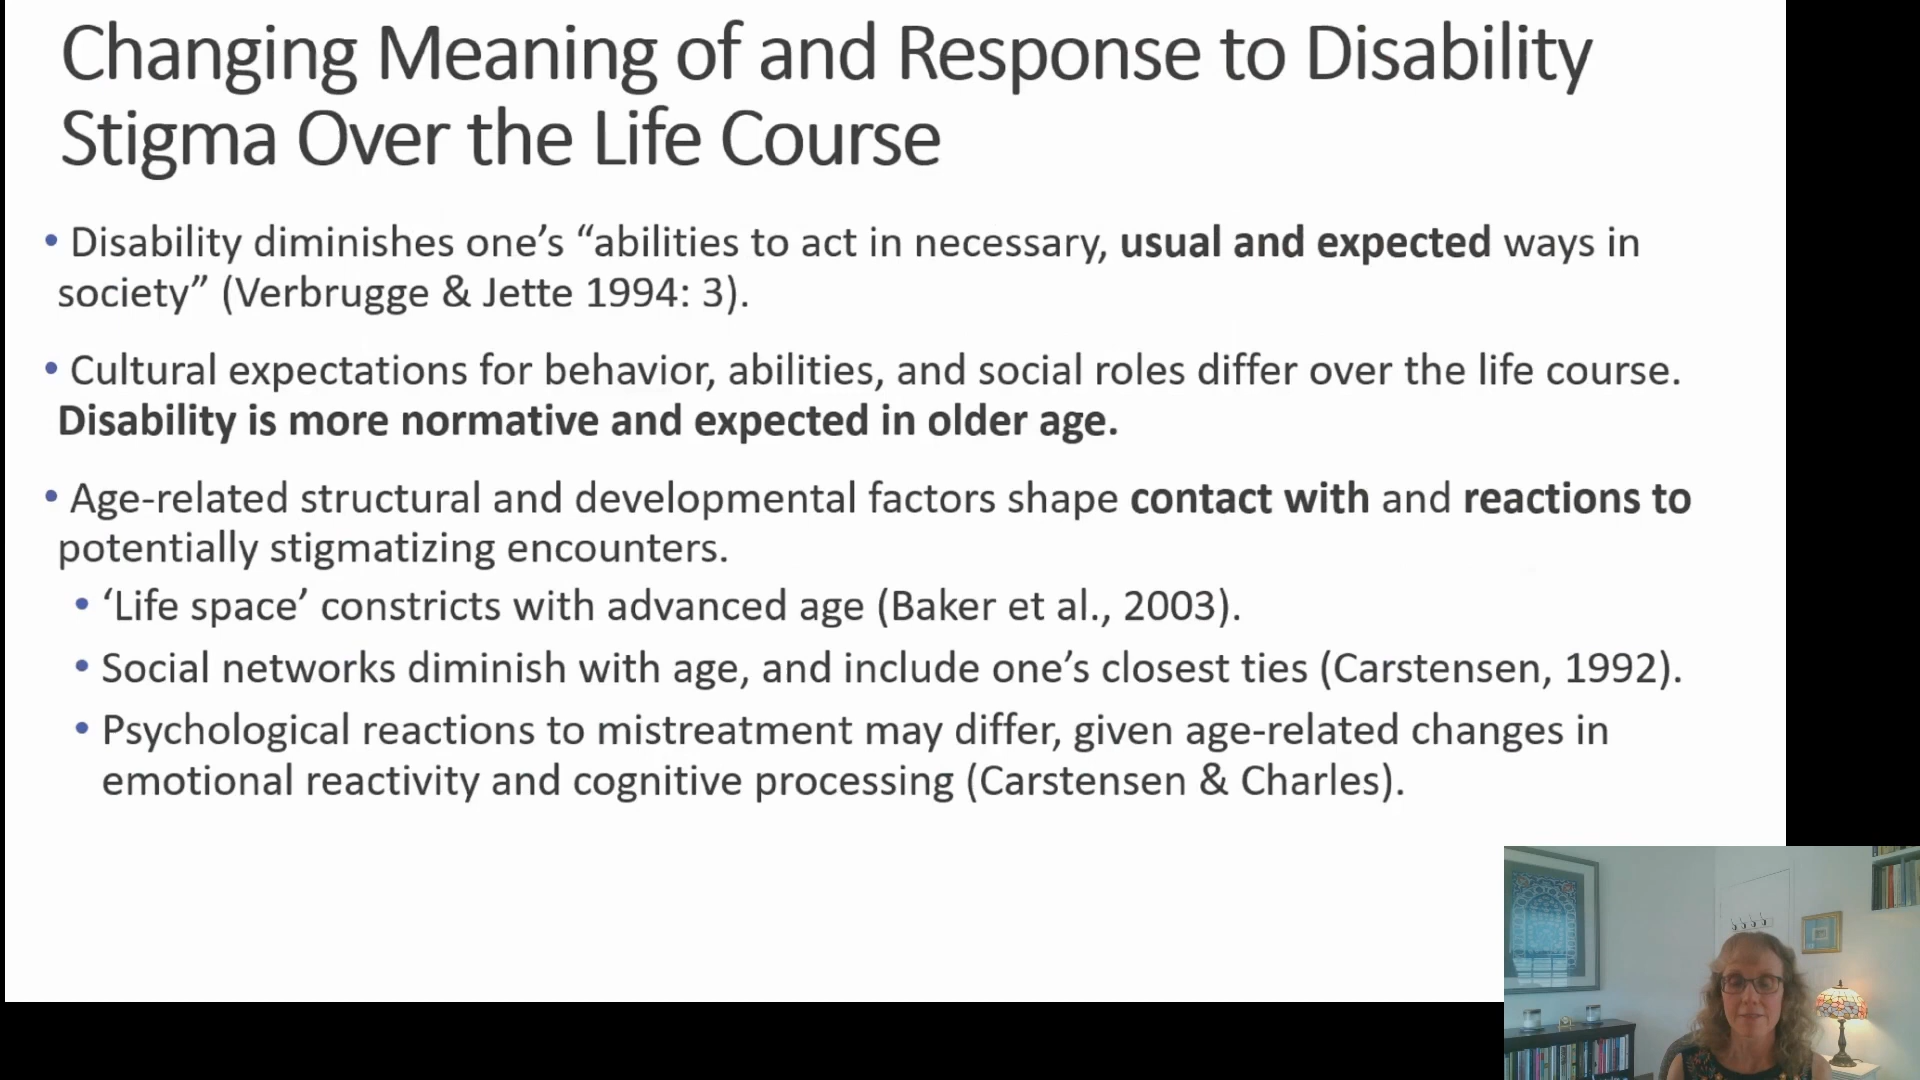 Changing Meaning of and Response to Disability
Stigma Over the Life Course
• Disability diminishes one’s “abilities to act in necessary, usual and expected ways in
society” (Verbrugge & Jette 1994: 3).
• Cultural expectations for behavior, abilities, and social roles differ over the life course.
Disability is more normative and expected in older age.
• Age-related structural and developmental factors shape contact with and reactions to
potentially stigmatizing encounters.
• ‘Life space’ constricts with advanced age (Baker et al., 2003).
• Social networks diminish with age, and include one’s closest ties (Carstensen, 1992).
• Psychological reactions to mistreatment may differ, given age-related changes in
emotional reactivity and cognitive processing (Carstensen & Charles).